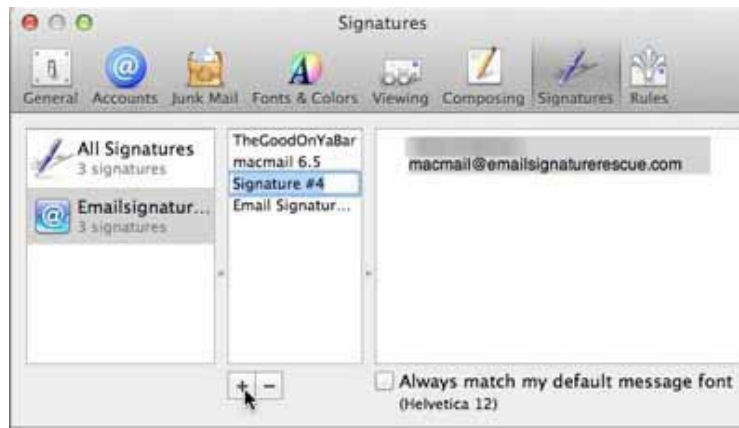 Signatures
General Accounts Junk Mail Fonts & Colors Viewing Composing Signatures Rules
All Signatures
3 signatures
Emailsignatur...
3 signatures
TheGoodOnYaBar
macmail 6.5
Signature #4
Email Signatur...
macmail@emailsignaturerescue.com
+ −
Always match my default message font
(Helvetica 12)